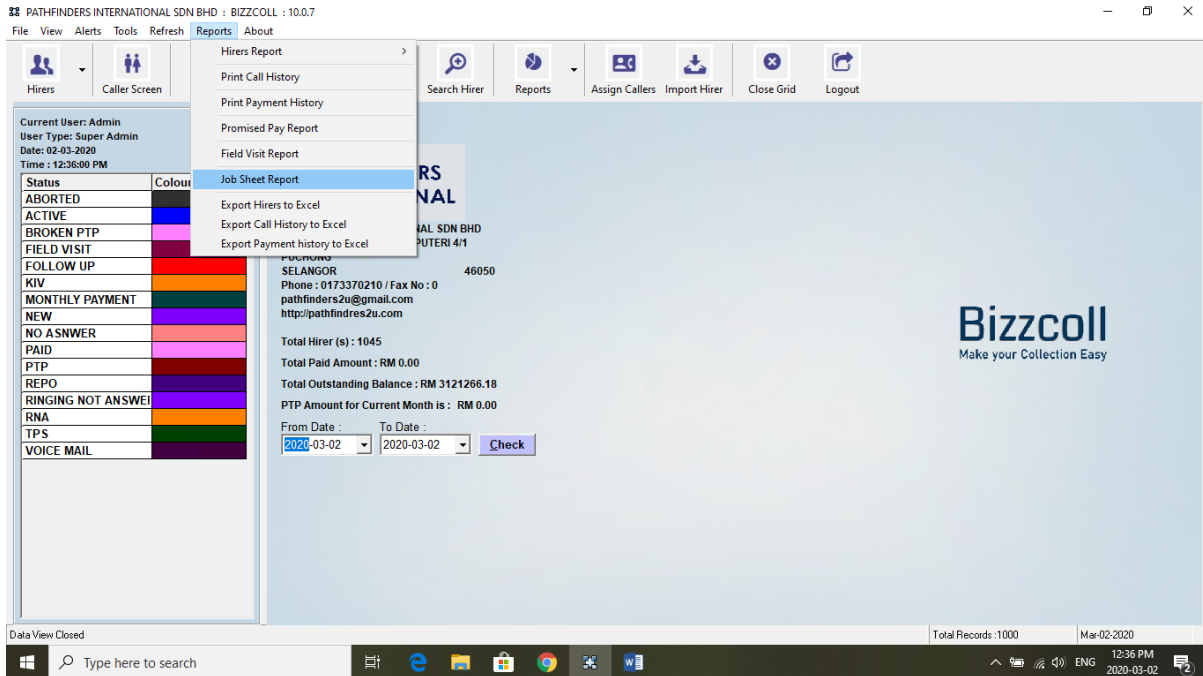 PATHFINDERS INTERNATIONAL SDN BHD : BIZZCOLL : 10.0.7
File View Alerts Tools Refresh Reports About
Hirers
Caller Screen
Search Hirer
Reports
Assign Callers
Import Hirer
Close Grid
Logout
Hirers Report
Print Call History
Print Payment History
Promised Pay Report
Field Visit Report
Job Sheet Report
Export Hirers to Excel
Export Call History to Excel
Export Payment history to Excel
Current User: Admin
User Type: Super Admin
Date: 02-03-2020
Time : 12:36:00 PM
Status Colou
ABORTED
ACTIVE
BROKEN PTP
FIELD VISIT
FOLLOW UP
KIV
MONTHLY PAYMENT
NEW
NO ASNWER
PAID
PTP
REPO
RINGING NOT ANSWEI
RNA
TPS
VOICE MAIL
RS
NAL
NAL SDN BHD
PUTERI 4/1
PUCHONG
SELANGOR 46050
Phone : 0173370210 / Fax No : 0
pathfinders2u@gmail.com
http://pathfindres2u.com
Total Hirer (s) : 1045
Total Paid Amount : RM 0.00
Total Outstanding Balance : RM 3121266.18
PTP Amount for Current Month is : RM 0.00
From Date : To Date :
2020-03-02 2020-03-02 Check
Bizzcoll
Make your Collection Easy
Data View Closed
Total Records :1000
Mar-02-2020
Type here to search
ENG
12:36 PM
2020-03-02
2